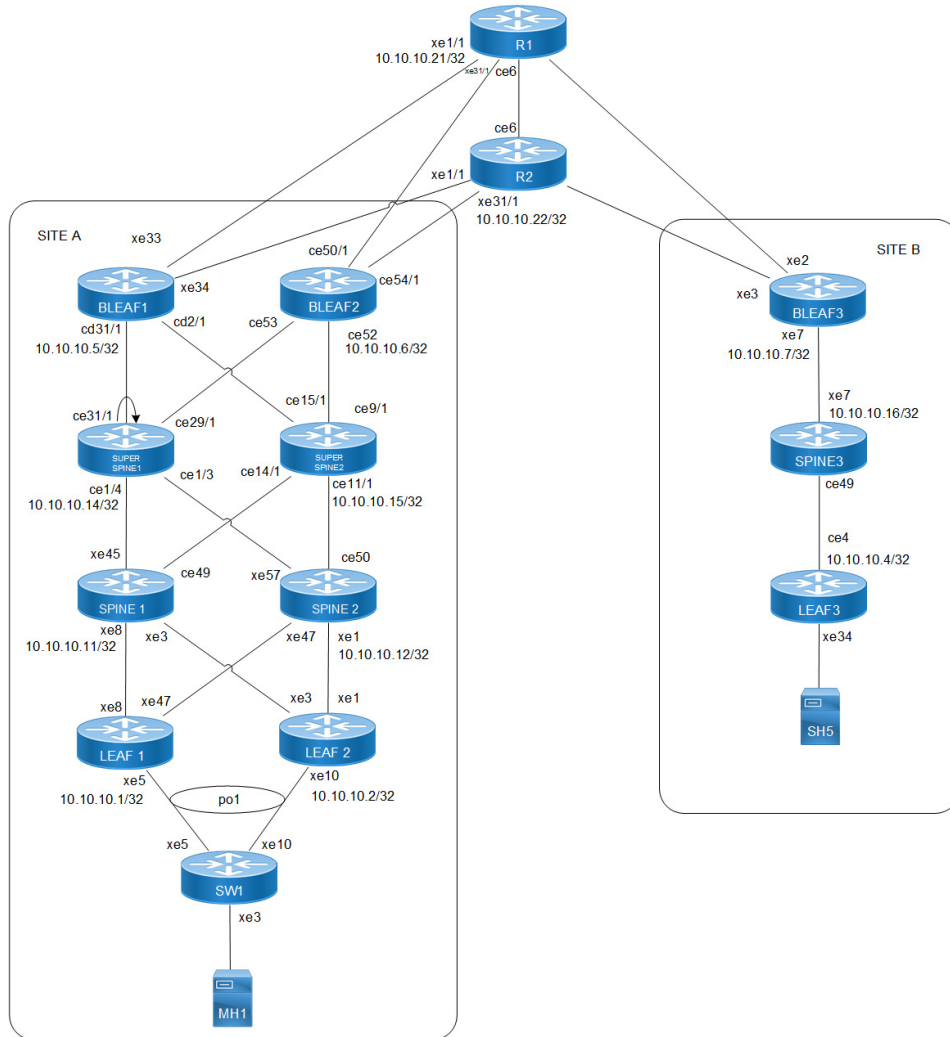 R1
xe1/1
10.10.10.21/32
xe31/1
ce6
ce6
R2
xe1/1
xe31/1
10.10.10.22/32
SITE A
xe33
ce50/1
xe34
ce54/1
BLEAF1
BLEAF2
cd31/1
cd2/1
ce53
ce52
10.10.10.5/32
10.10.10.6/32
SITE B
xe2
xe3
BLEAF3
xe7
10.10.10.7/32
ce31/1
ce29/1
ce15/1
ce9/1
SUPER
SPINE1
SUPER
SPINE2
ce1/4
ce1/3
ce14/1
ce11/1
10.10.10.14/32
10.10.10.15/32
xe7
10.10.10.16/32
SPINE3
ce49
xe45
ce49
xe57
ce50
SPINE 1
SPINE 2
xe8
xe3
xe47
xe1
10.10.10.11/32
10.10.10.12/32
ce4
10.10.10.4/32
LEAF3
xe34
SH5
xe8
xe47
xe3
xe1
LEAF 1
LEAF 2
xe5
xe10
10.10.10.1/32
po1
10.10.10.2/32
xe5
xe10
SW1
xe3
MH1